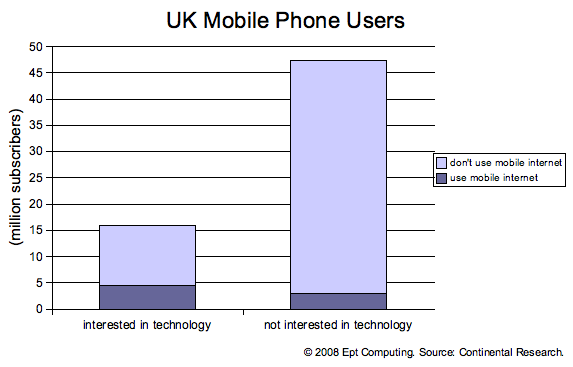 UK Mobile Phone Users
(million subscribers)
50
45
40
35
30
25
20
15
10
5
0
don't use mobile internet
use mobile internet
interested in technology
not interested in technology
© 2008 Ept Computing. Source: Continental Research.